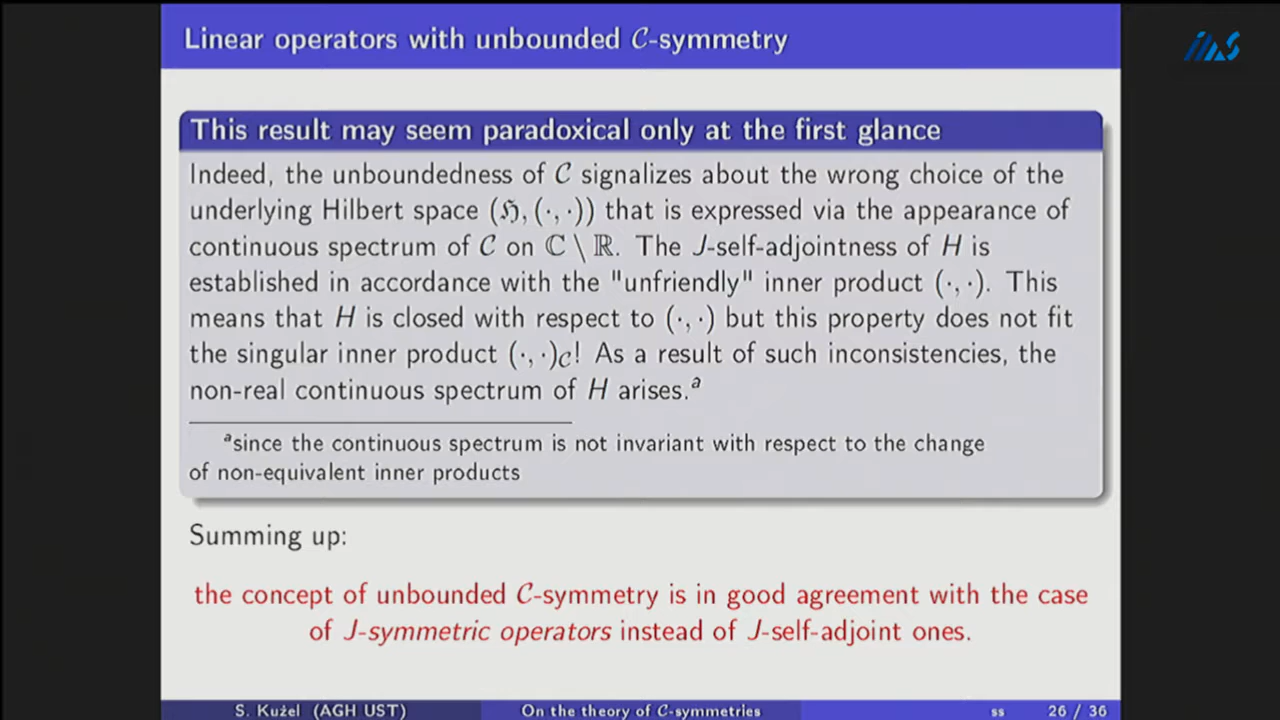 Linear operators with unbounded 𝒞-symmetry
ims
This result may seem paradoxical only at the first glance
Indeed, the unboundedness of 𝒞 signalizes about the wrong choice of the
underlying Hilbert space (ℌ, (·, ·)) that is expressed via the appearance of
continuous spectrum of 𝒞 on ℂ \ ℝ. The J-self-adjointness of H is
established in accordance with the "unfriendly" inner product (·, ·). This
means that H is closed with respect to (·, ·) but this property does not fit
the singular inner product (·, ·)𝒞! As a result of such inconsistencies, the
non-real continuous spectrum of H arises.ᵃ
ᵃsince the continuous spectrum is not invariant with respect to the change
of non-equivalent inner products
Summing up:
the concept of unbounded 𝒞-symmetry is in good agreement with the case
of J-symmetric operators instead of J-self-adjoint ones.
S. Kużel (AGH UST) On the theory of 𝒞-symmetries ss 26 / 36